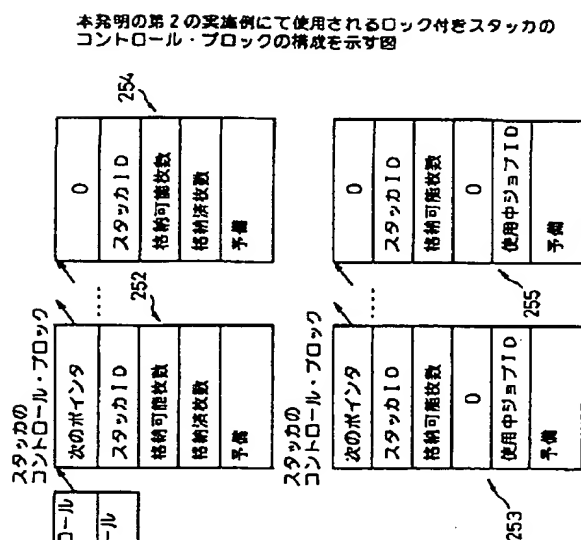 本発明の第2の実施例にて使用されるロック付きスタッカの
コントロール・ブロックの構成を示す図
ロール
ール
スタッカの
コントロール・ブロック
252
次のポインタ
スタッカID
格納可能枚数
格納済枚数
予備
‥‥
254
0
スタッカID
格納可能枚数
格納済枚数
予備
スタッカの
コントロール・ブロック
253
次のポインタ
スタッカID
格納可能枚数
0
使用中ジョブID
予備
‥‥
255
0
スタッカID
格納可能枚数
0
使用中ジョブID
予備